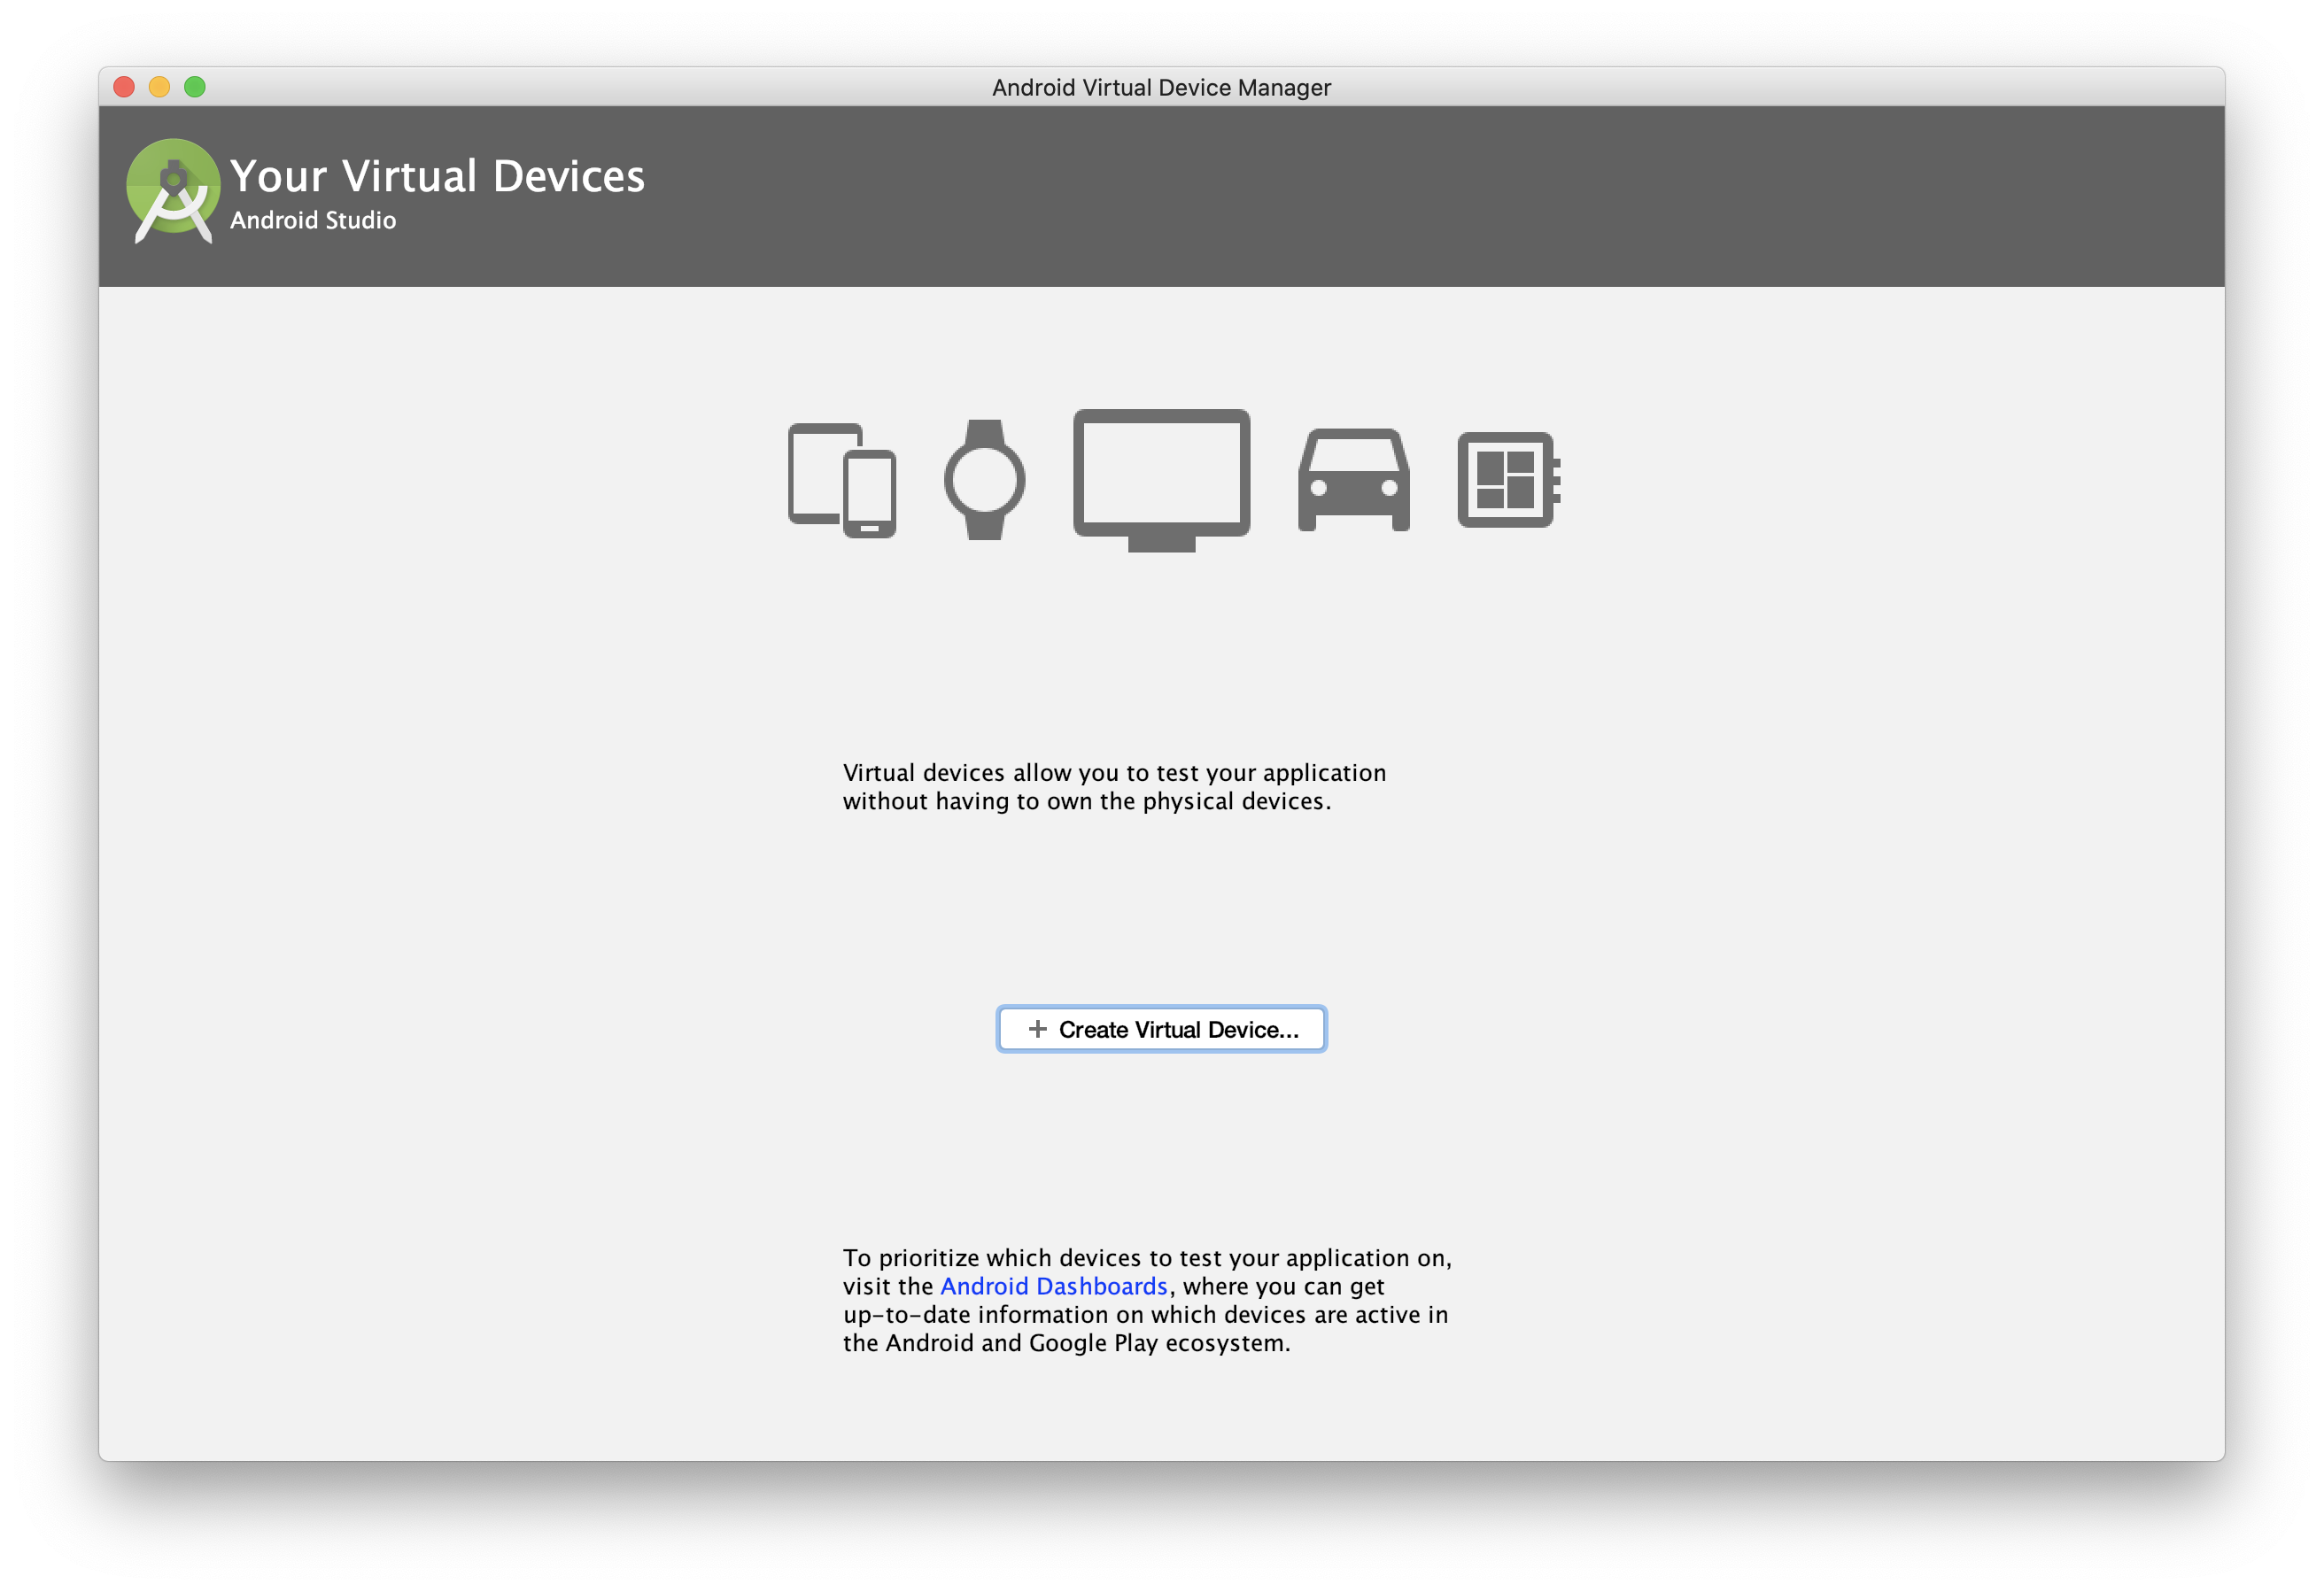 Android Virtual Device Manager
Your Virtual Devices
Android Studio
Virtual devices allow you to test your application
without having to own the physical devices.
+ Create Virtual Device...
To prioritize which devices to test your application on,
visit the Android Dashboards, where you can get
up-to-date information on which devices are active in
the Android and Google Play ecosystem.